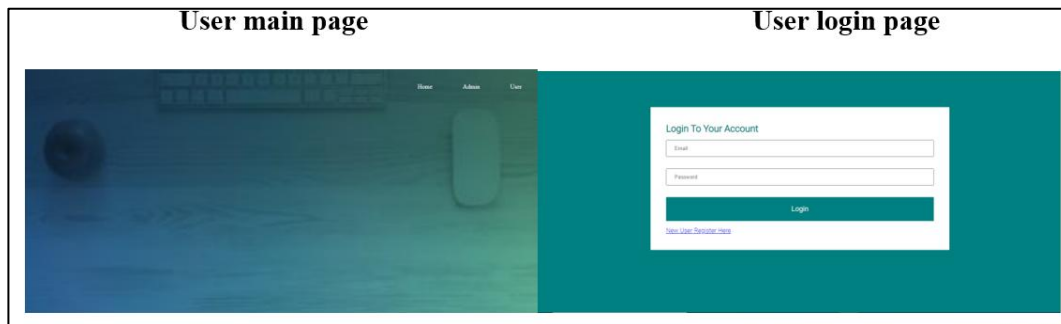 User main page
User login page
Home Admin User
Login To Your Account
Email
Password
Login
New User Register Here